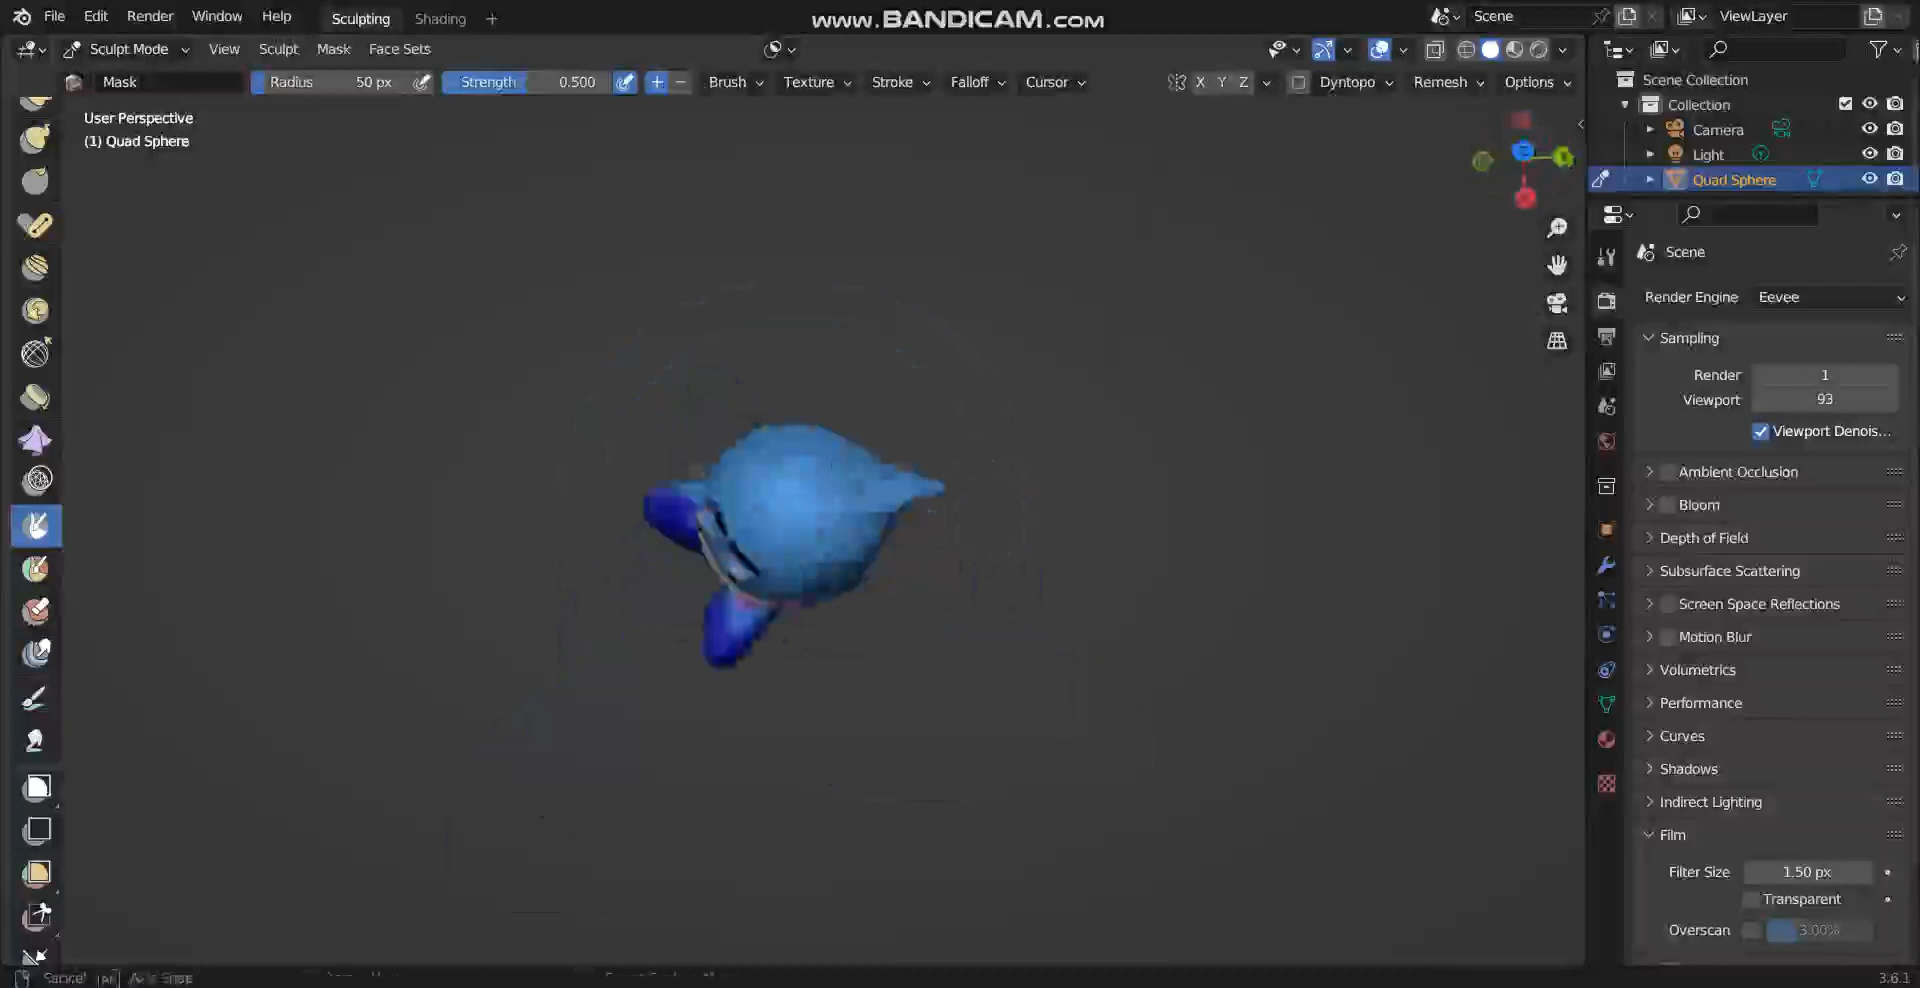 File Edit Render Window Help Sculpting Shading + www.BANDICAM.com Scene ViewLayer
Sculpt Mode View Sculpt Mask Face Sets
Mask Radius 50 px Strength 0.500 + − Brush Texture Stroke Falloff Cursor X Y Z Dyntopo Remesh Options
User Perspective
(1) Quad Sphere
Scene Collection
Collection
Camera
Light
Quad Sphere
Scene
Render Engine Eevee
Sampling
Render 1
Viewport 93
Viewport Denois...
Ambient Occlusion
Bloom
Depth of Field
Subsurface Scattering
Screen Space Reflections
Motion Blur
Volumetrics
Performance
Curves
Shadows
Indirect Lighting
Film
Filter Size 1.50 px
Transparent
Overscan 3.00%
3.6.1